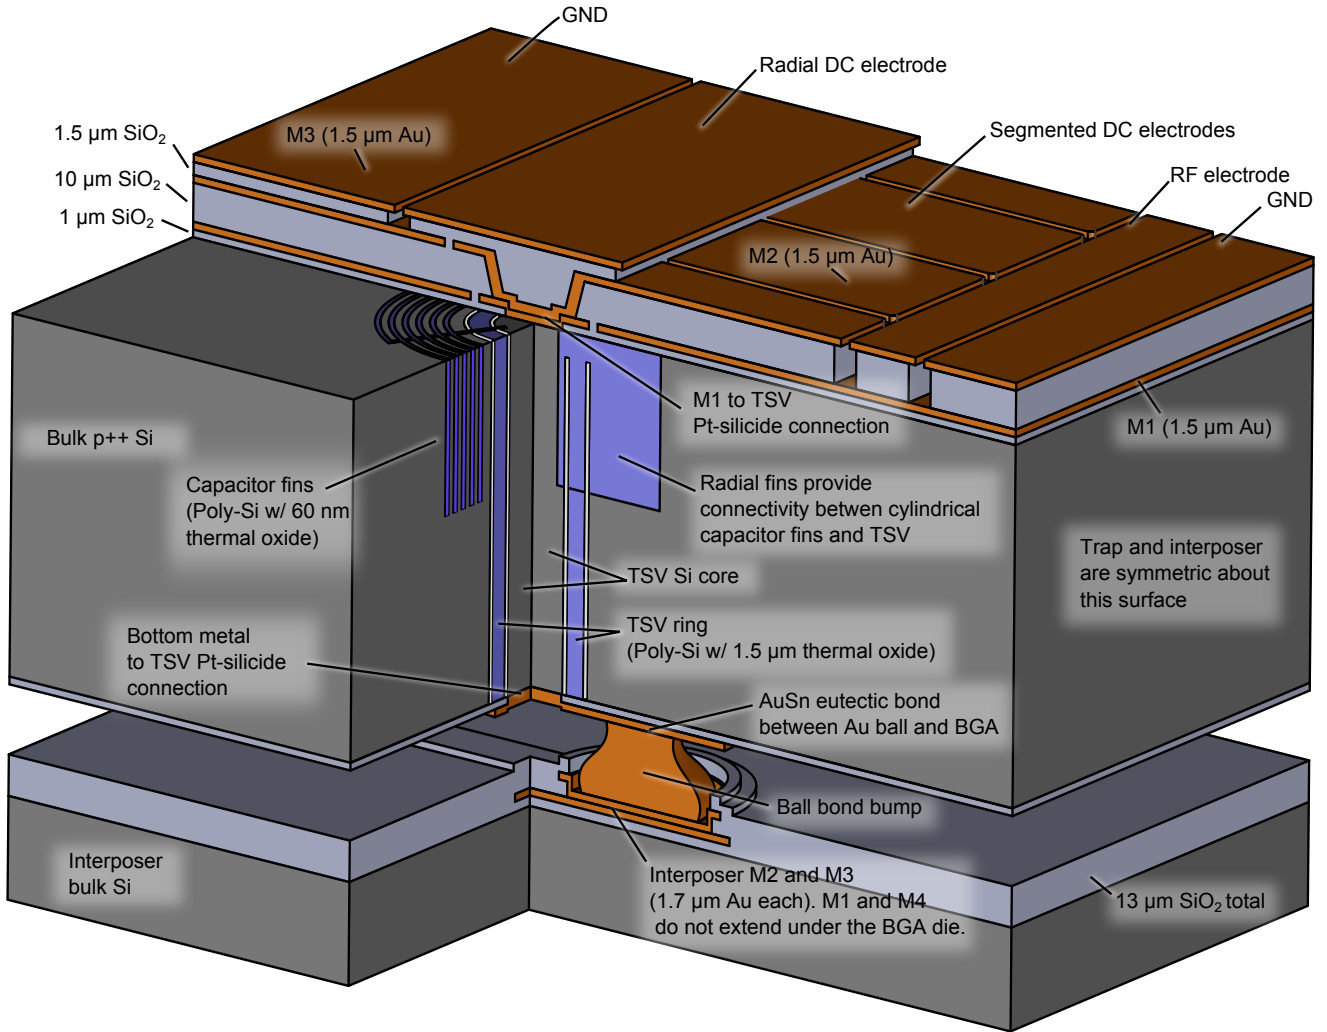 GND
Radial DC electrode
Segmented DC electrodes
RF electrode
GND
1.5 µm SiO₂
10 µm SiO₂
1 µm SiO₂
M3 (1.5 µm Au)
M2 (1.5 µm Au)
M1 (1.5 µm Au)
Bulk p++ Si
M1 to TSV
Pt-silicide connection
Capacitor fins
(Poly-Si w/ 60 nm
thermal oxide)
Radial fins provide
connectivity betwen cylindrical
capacitor fins and TSV
Trap and interposer
are symmetric about
this surface
TSV Si core
TSV ring
(Poly-Si w/ 1.5 µm thermal oxide)
Bottom metal
to TSV Pt-silicide
connection
AuSn eutectic bond
between Au ball and BGA
Ball bond bump
Interposer
bulk Si
Interposer M2 and M3
(1.7 µm Au each). M1 and M4
do not extend under the BGA die.
13 µm SiO₂ total